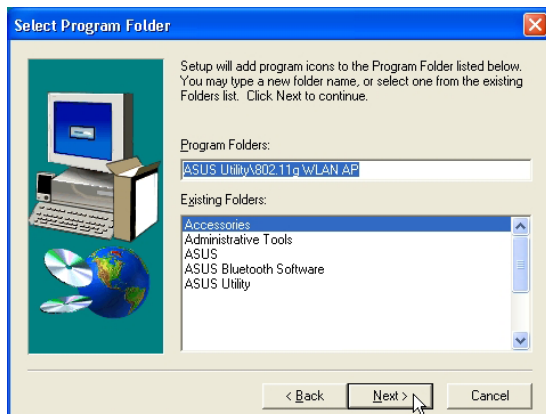 Select Program Folder
Setup will add program icons to the Program Folder listed below.
You may type a new folder name, or select one from the existing
Folders list. Click Next to continue.
Program Folders:
ASUS Utility\802.11g WLAN AP
Existing Folders:
Accessories
Administrative Tools
ASUS
ASUS Bluetooth Software
ASUS Utility
< Back
Next >
Cancel